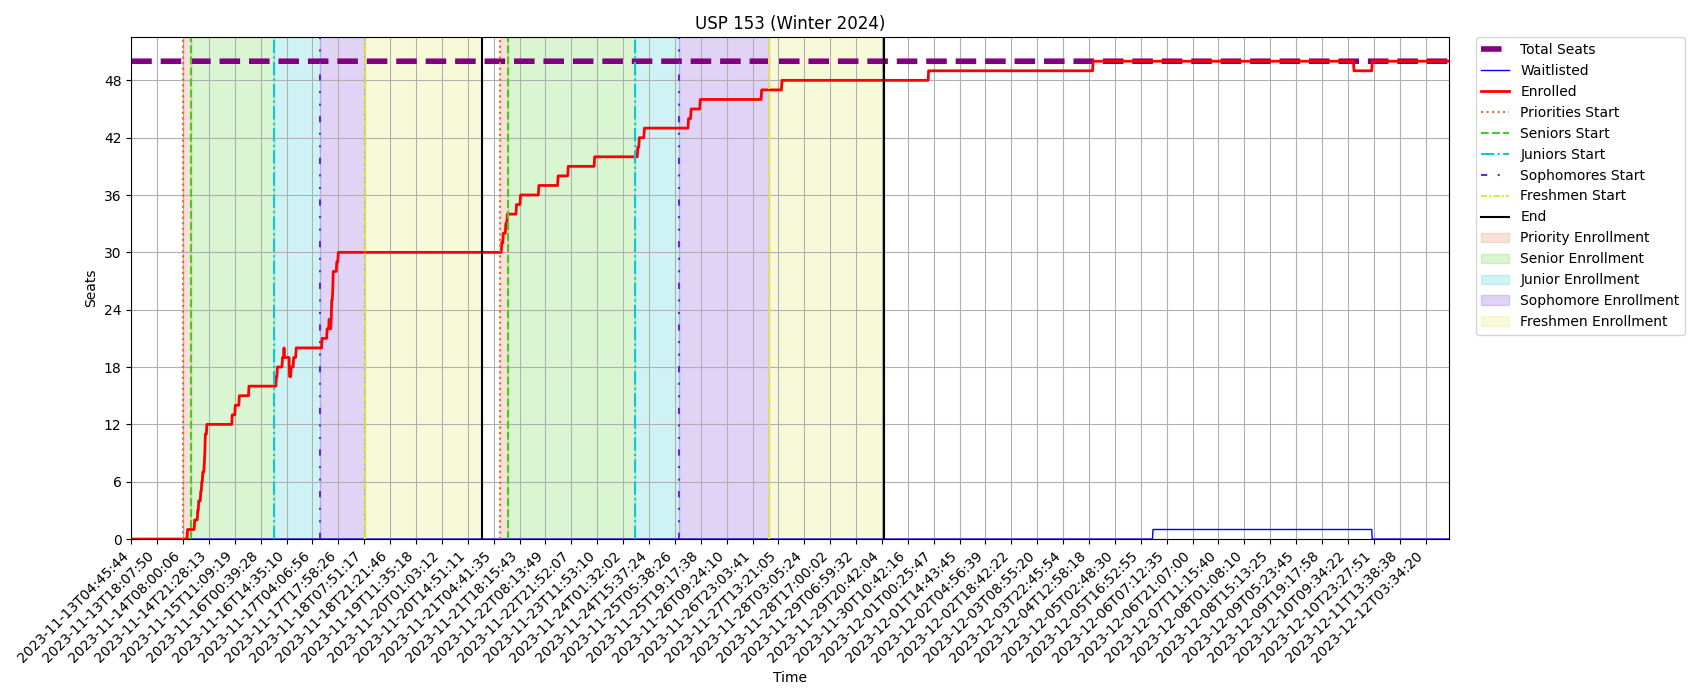 USP 153 (Winter 2024)
Total Seats
Waitlisted
Enrolled
Priorities Start
Seniors Start
Juniors Start
Sophomores Start
Freshmen Start
End
Priority Enrollment
Senior Enrollment
Junior Enrollment
Sophomore Enrollment
Freshmen Enrollment
Seats
48
42
36
30
24
18
12
6
0
2023-11-13T04:45:44
2023-11-13T18:07:50
2023-11-14T08:00:06
2023-11-14T21:28:13
2023-11-15T11:09:19
2023-11-16T00:39:28
2023-11-16T14:35:10
2023-11-17T04:06:56
2023-11-17T17:58:26
2023-11-18T07:51:17
2023-11-18T21:21:46
2023-11-19T11:35:18
2023-11-20T01:03:12
2023-11-20T14:51:11
2023-11-21T04:41:35
2023-11-21T18:15:43
2023-11-22T08:13:49
2023-11-22T21:52:07
2023-11-23T11:53:10
2023-11-24T01:32:02
2023-11-24T15:37:24
2023-11-25T05:38:26
2023-11-25T19:17:38
2023-11-26T09:24:10
2023-11-26T23:03:41
2023-11-27T13:21:05
2023-11-28T03:05:24
2023-11-28T17:00:02
2023-11-29T06:59:32
2023-11-29T20:42:04
2023-11-30T10:42:16
2023-12-01T00:25:47
2023-12-01T14:43:45
2023-12-02T04:56:39
2023-12-02T18:42:22
2023-12-03T08:55:20
2023-12-03T22:45:54
2023-12-04T12:58:18
2023-12-05T02:48:30
2023-12-05T16:52:55
2023-12-06T07:12:35
2023-12-06T21:07:00
2023-12-07T11:15:40
2023-12-08T01:08:10
2023-12-08T15:13:25
2023-12-09T05:23:45
2023-12-09T19:17:58
2023-12-10T09:34:22
2023-12-10T23:27:51
2023-12-11T13:38:38
2023-12-12T03:34:20
Time